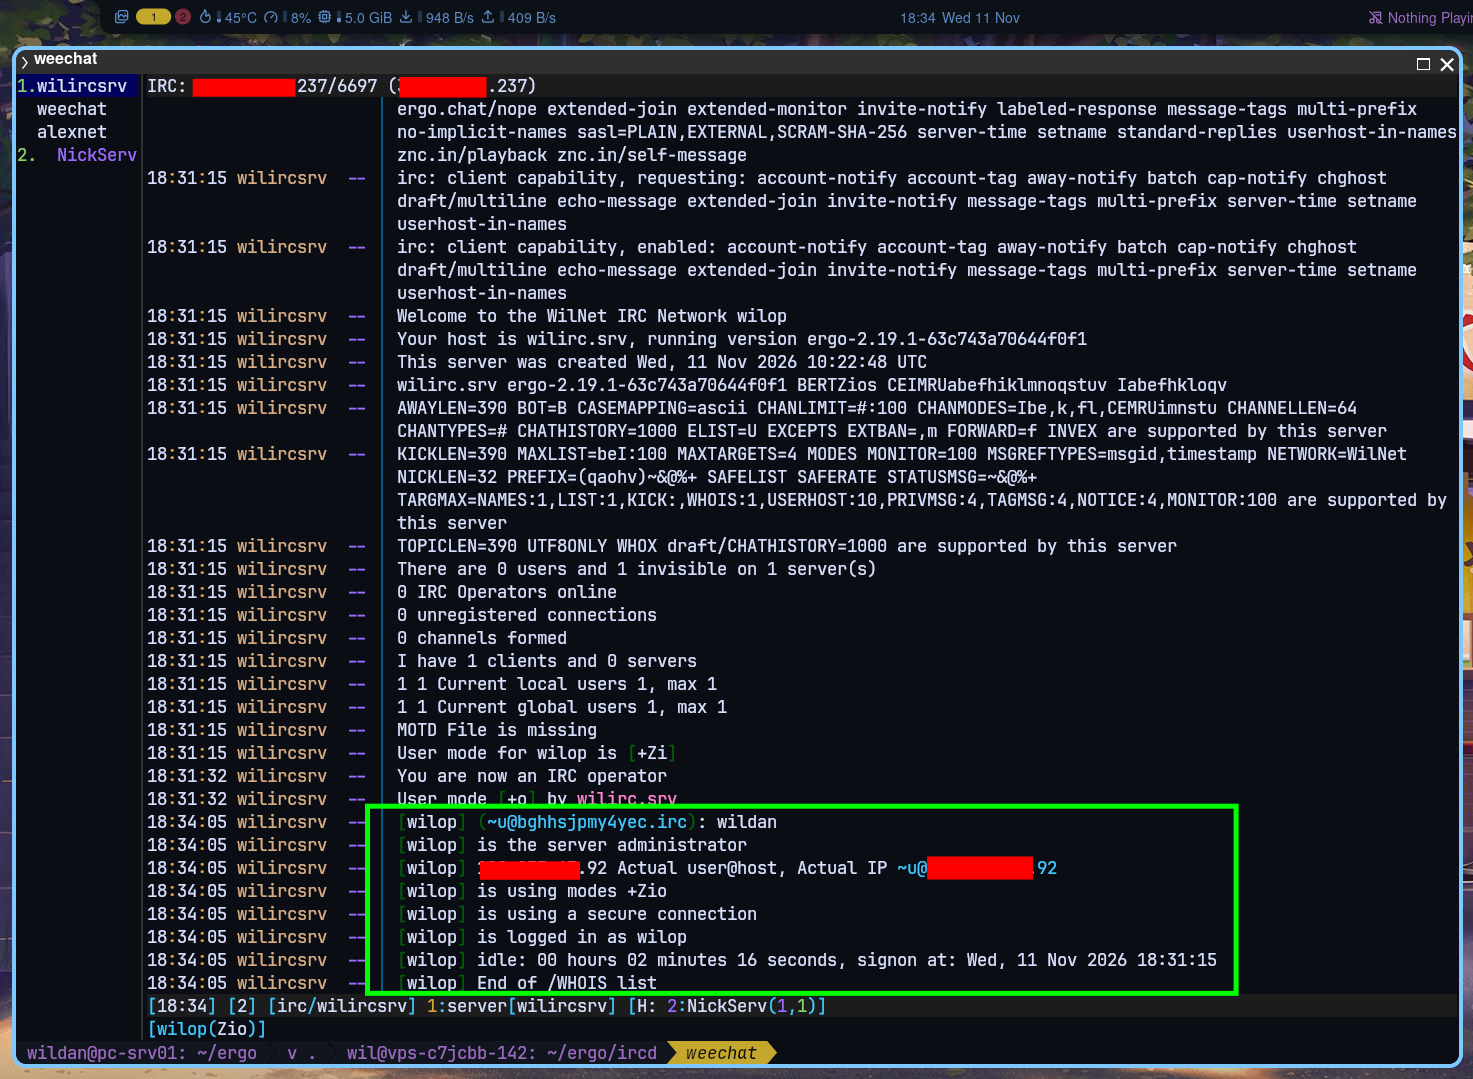 1 2 45°C 8% 5.0 GiB 948 B/s 409 B/s 18:34 Wed 11 Nov Nothing Playin
weechat
1.wilircsrv IRC: 237/6697 ( .237)
weechat ergo.chat/nope extended-join extended-monitor invite-notify labeled-response message-tags multi-prefix
alexnet no-implicit-names sasl=PLAIN,EXTERNAL,SCRAM-SHA-256 server-time setname standard-replies userhost-in-names
2. NickServ znc.in/playback znc.in/self-message
18:31:15 wilircsrv -- irc: client capability, requesting: account-notify account-tag away-notify batch cap-notify chghost
draft/multiline echo-message extended-join invite-notify message-tags multi-prefix server-time setname
userhost-in-names
18:31:15 wilircsrv -- irc: client capability, enabled: account-notify account-tag away-notify batch cap-notify chghost
draft/multiline echo-message extended-join invite-notify message-tags multi-prefix server-time setname
userhost-in-names
18:31:15 wilircsrv -- Welcome to the WilNet IRC Network wilop
18:31:15 wilircsrv -- Your host is wilirc.srv, running version ergo-2.19.1-63c743a70644f0f1
18:31:15 wilircsrv -- This server was created Wed, 11 Nov 2026 10:22:48 UTC
18:31:15 wilircsrv -- wilirc.srv ergo-2.19.1-63c743a70644f0f1 BERTZios CEIMRUabefhiklmnoqstuv Iabefhkloqv
18:31:15 wilircsrv -- AWAYLEN=390 BOT=B CASEMAPPING=ascii CHANLIMIT=#:100 CHANMODES=Ibe,k,fl,CEMRUimnstu CHANNELLEN=64
CHANTYPES=# CHATHISTORY=1000 ELIST=U EXCEPTS EXTBAN=,m FORWARD=f INVEX are supported by this server
18:31:15 wilircsrv -- KICKLEN=390 MAXLIST=beI:100 MAXTARGETS=4 MODES MONITOR=100 MSGREFTYPES=msgid,timestamp NETWORK=WilNet
NICKLEN=32 PREFIX=(qaohv)~&@%+ SAFELIST SAFERATE STATUSMSG=~&@%+
TARGMAX=NAMES:1,LIST:1,KICK:,WHOIS:1,USERHOST:10,PRIVMSG:4,TAGMSG:4,NOTICE:4,MONITOR:100 are supported by
this server
18:31:15 wilircsrv -- TOPICLEN=390 UTF8ONLY WHOX draft/CHATHISTORY=1000 are supported by this server
18:31:15 wilircsrv -- There are 0 users and 1 invisible on 1 server(s)
18:31:15 wilircsrv -- 0 IRC Operators online
18:31:15 wilircsrv -- 0 unregistered connections
18:31:15 wilircsrv -- 0 channels formed
18:31:15 wilircsrv -- I have 1 clients and 0 servers
18:31:15 wilircsrv -- 1 1 Current local users 1, max 1
18:31:15 wilircsrv -- 1 1 Current global users 1, max 1
18:31:15 wilircsrv -- MOTD File is missing
18:31:15 wilircsrv -- User mode for wilop is [+Zi]
18:31:32 wilircsrv -- You are now an IRC operator
18:31:32 wilircsrv -- User mode [+o] by wilirc.srv
18:34:05 wilircsrv -- [wilop] (~u@bghhsjpmy4yec.irc): wildan
18:34:05 wilircsrv -- [wilop] is the server administrator
18:34:05 wilircsrv -- [wilop] .92 Actual user@host, Actual IP ~u@ .92
18:34:05 wilircsrv -- [wilop] is using modes +Zio
18:34:05 wilircsrv -- [wilop] is using a secure connection
18:34:05 wilircsrv -- [wilop] is logged in as wilop
18:34:05 wilircsrv -- [wilop] idle: 00 hours 02 minutes 16 seconds, signon at: Wed, 11 Nov 2026 18:31:15
18:34:05 wilircsrv -- [wilop] End of /WHOIS list
[18:34] [2] [irc/wilircsrv] 1:server[wilircsrv] [H: 2:NickServ(1,1)]
[wilop(Zio)]
wildan@pc-srv01: ~/ergo v . wil@vps-c7jcbb-142: ~/ergo/ircd weechat